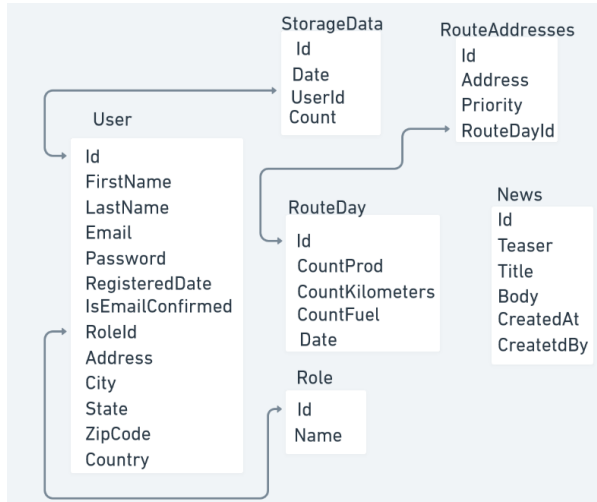 StorageData
Id
Date
UserId
Count
RouteAddresses
Id
Address
Priority
RouteDayId
User
Id
FirstName
LastName
Email
Password
RegisteredDate
IsEmailConfirmed
RoleId
Address
City
State
ZipCode
Country
RouteDay
Id
CountProd
CountKilometers
CountFuel
Date
News
Id
Teaser
Title
Body
CreatedAt
CreatetdBy
Role
Id
Name